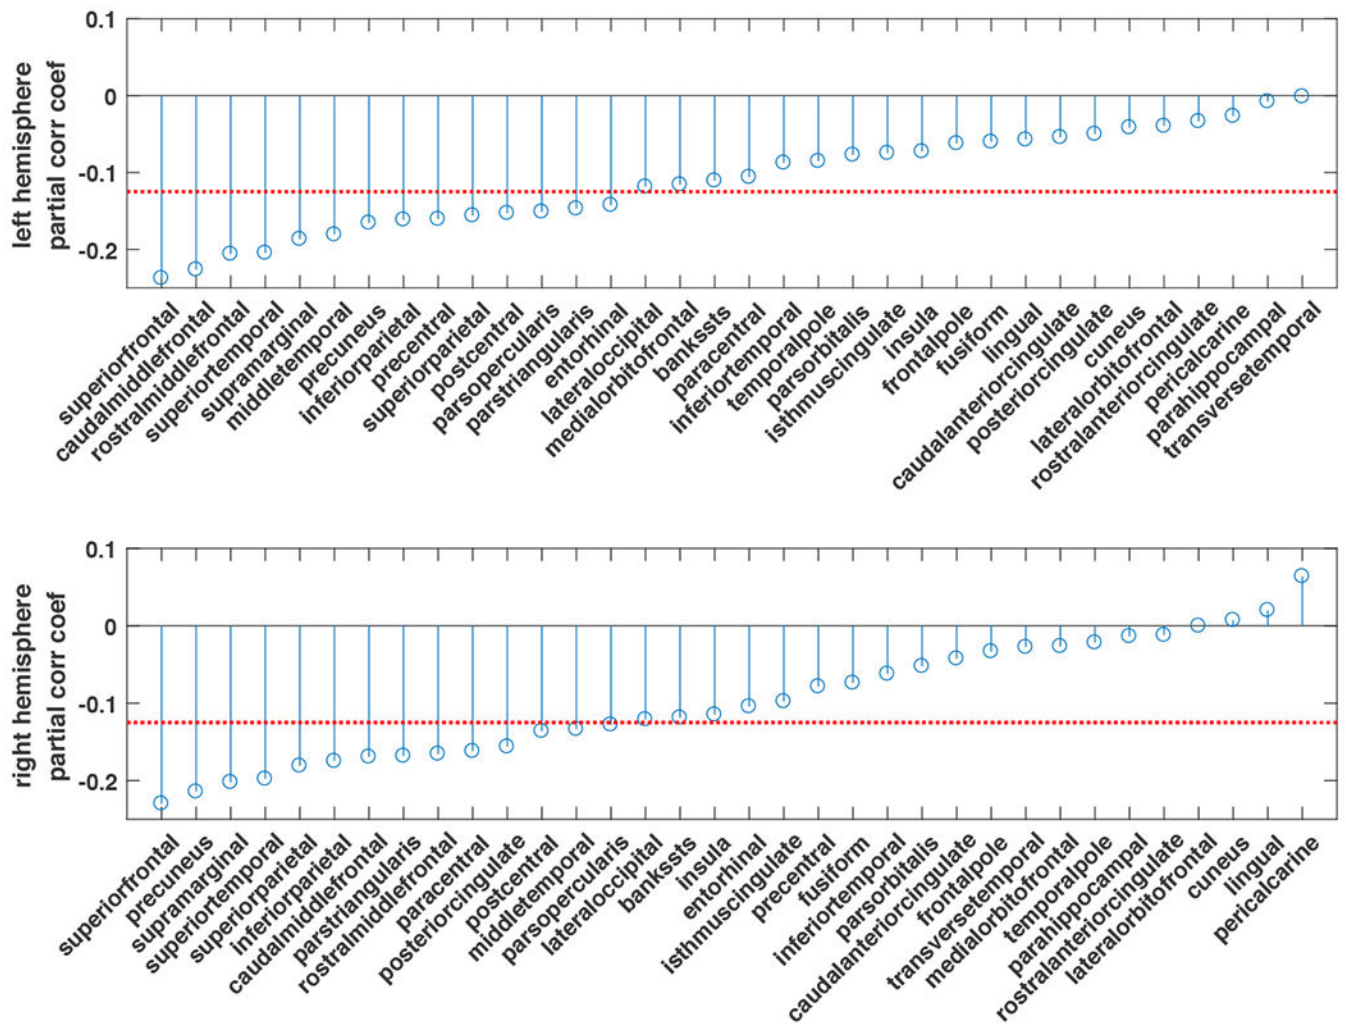 left hemisphere
partial corr coef
0.1
0
-0.1
-0.2
superiorfrontal
caudalmiddlefrontal
rostralmiddlefrontal
superiortemporal
supramarginal
middletemporal
precuneus
inferiorparietal
precentral
superiorparietal
postcentral
parsopercularis
parstriangularis
entorhinal
lateraloccipital
medialorbitofrontal
bankssts
paracentral
inferiortemporal
temporalpole
parsorbitalis
isthmuscingulate
insula
frontalpole
fusiform
lingual
caudalanteriorcingulate
posteriorcingulate
cuneus
lateralorbitofrontal
rostralanteriorcingulate
pericalcarine
parahippocampal
transversetemporal
right hemisphere
partial corr coef
0.1
0
-0.1
-0.2
superiorfrontal
precuneus
supramarginal
superiortemporal
superiorparietal
inferiorparietal
caudalmiddlefrontal
parstriangularis
rostralmiddlefrontal
paracentral
posteriorcingulate
postcentral
middletemporal
parsopercularis
lateraloccipital
bankssts
insula
entorhinal
isthmuscingulate
precentral
fusiform
inferiortemporal
parsorbitalis
caudalanteriorcingulate
frontalpole
transversetemporal
medialorbitofrontal
temporalpole
parahippocampal
rostralanteriorcingulate
lateralorbitofrontal
cuneus
lingual
pericalcarine